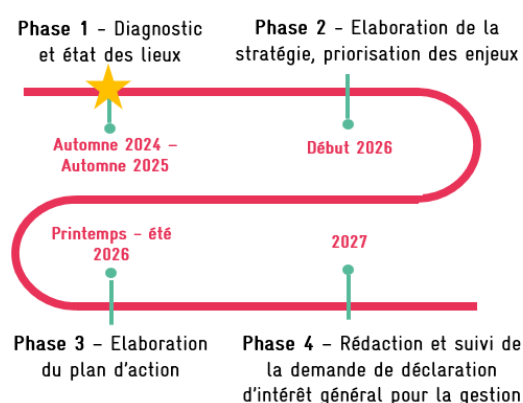 Phase 1 – Diagnostic
et état des lieux
Phase 2 – Elaboration de la
stratégie, priorisation des enjeux
Automne 2024 –
Automne 2025
Début 2026
Printemps – été
2026
2027
Phase 3 – Elaboration
du plan d'action
Phase 4 – Rédaction et suivi de
la demande de déclaration
d'intérêt général pour la gestion